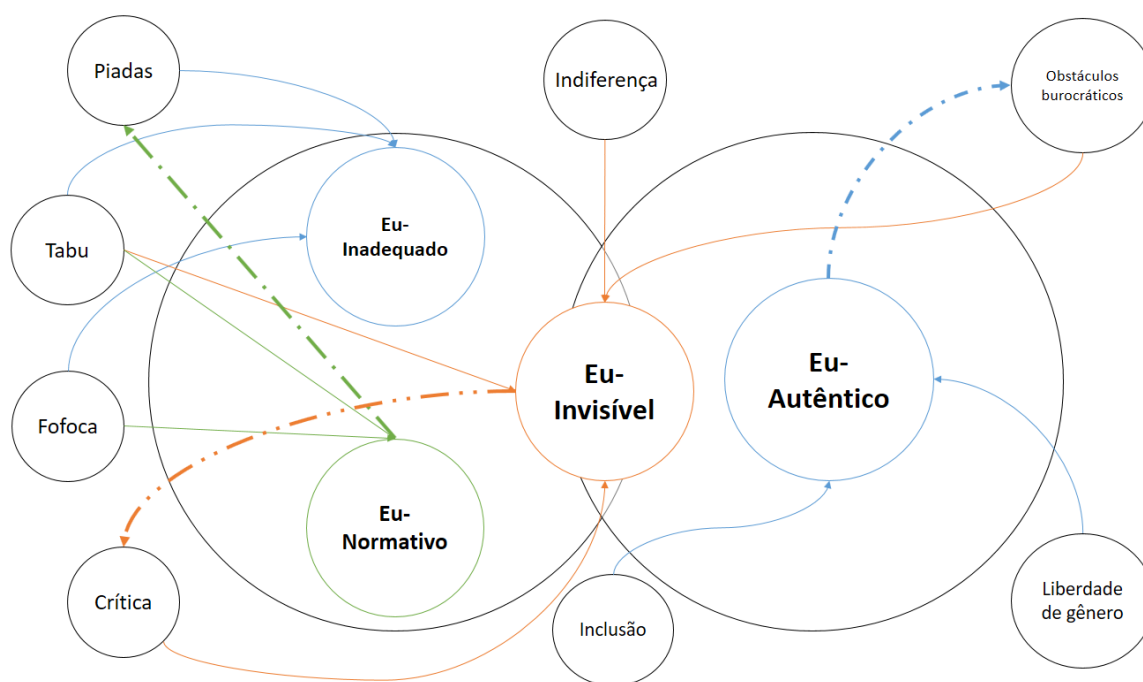 Piadas
Indiferença
Obstáculos
burocráticos
Tabu
Eu-
Inadequado
Eu-
Invisível
Eu-
Autêntico
Fofoca
Eu-
Normativo
Crítica
Inclusão
Liberdade
de gênero